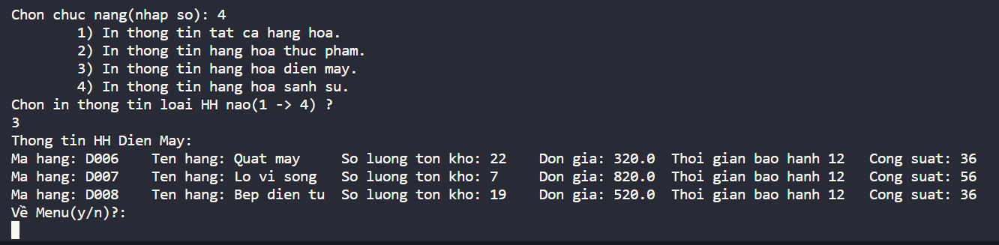 Chon chuc nang(nhap so): 4
1) In thong tin tat ca hang hoa.
2) In thong tin hang hoa thuc pham.
3) In thong tin hang hoa dien may.
4) In thong tin hang hoa sanh su.
Chon in thong tin loai HH nao(1 -> 4) ?
3
Thong tin HH Dien May:
Ma hang: D006 Ten hang: Quat may So luong ton kho: 22 Don gia: 320.0 Thoi gian bao hanh 12 Cong suat: 36
Ma hang: D007 Ten hang: Lo vi song So luong ton kho: 7 Don gia: 820.0 Thoi gian bao hanh 12 Cong suat: 56
Ma hang: D008 Ten hang: Bep dien tu So luong ton kho: 19 Don gia: 520.0 Thoi gian bao hanh 12 Cong suat: 36
Về Menu(y/n)?: